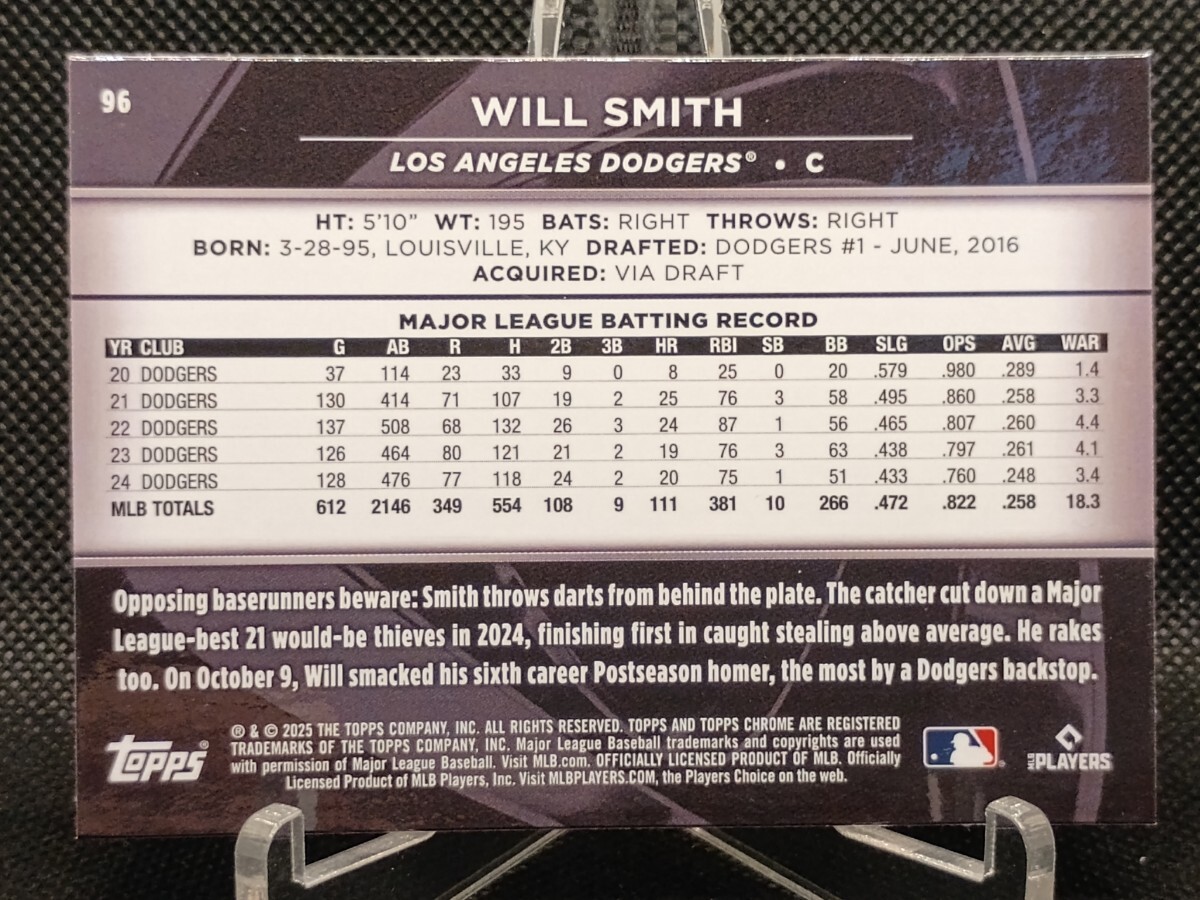 96
WILL SMITH
LOS ANGELES DODGERS® • C
HT: 5'10" WT: 195 BATS: RIGHT THROWS: RIGHT
BORN: 3-28-95, LOUISVILLE, KY DRAFTED: DODGERS #1 - JUNE, 2016
ACQUIRED: VIA DRAFT
MAJOR LEAGUE BATTING RECORD
YR CLUB G AB R H 2B 3B HR RBI SB BB SLG OPS AVG WAR
20 DODGERS 37 114 23 33 9 0 8 25 0 20 .579 .980 .289 1.4
21 DODGERS 130 414 71 107 19 2 25 76 3 58 .495 .860 .258 3.3
22 DODGERS 137 508 68 132 26 3 24 87 1 56 .465 .807 .260 4.4
23 DODGERS 126 464 80 121 21 2 19 76 3 63 .438 .797 .261 4.1
24 DODGERS 128 476 77 118 24 2 20 75 1 51 .433 .760 .248 3.4
MLB TOTALS 612 2146 349 554 108 9 111 381 10 266 .472 .822 .258 18.3
Opposing baserunners beware: Smith throws darts from behind the plate. The catcher cut down a Major
League-best 21 would-be thieves in 2024, finishing first in caught stealing above average. He rakes
too. On October 9, Will smacked his sixth career Postseason homer, the most by a Dodgers backstop.
topps®
® & © 2025 THE TOPPS COMPANY, INC. ALL RIGHTS RESERVED. TOPPS AND TOPPS CHROME ARE REGISTERED
TRADEMARKS OF THE TOPPS COMPANY, INC. Major League Baseball trademarks and copyrights are used
with permission of Major League Baseball. Visit MLB.com. OFFICIALLY LICENSED PRODUCT OF MLB. Officially
Licensed Product of MLB Players, Inc. Visit MLBPLAYERS.COM, the Players Choice on the web.
MLB PLAYERS